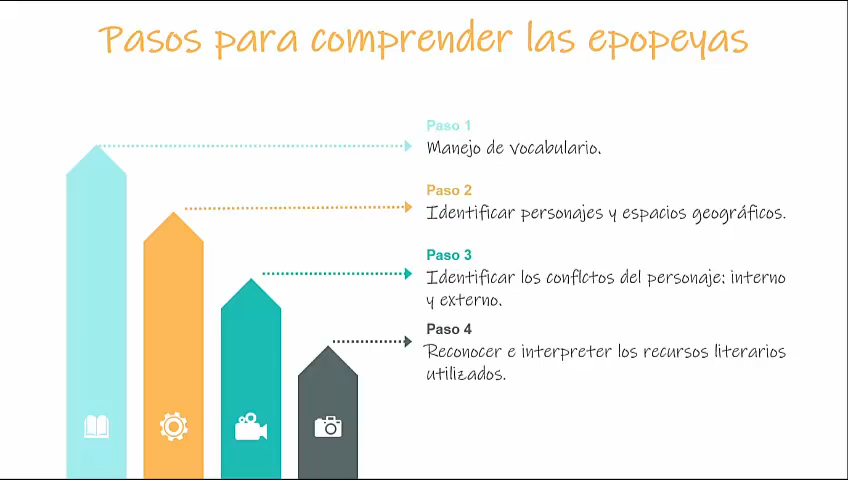 Pasos para comprender las epopeyas
Paso 1
Manejo de vocabulario.
Paso 2
Identificar personajes y espacios geográficos.
Paso 3
Identificar los conflctos del personaje: interno
y externo.
Paso 4
Reconocer e interpreter los recursos literarios
utilizados.